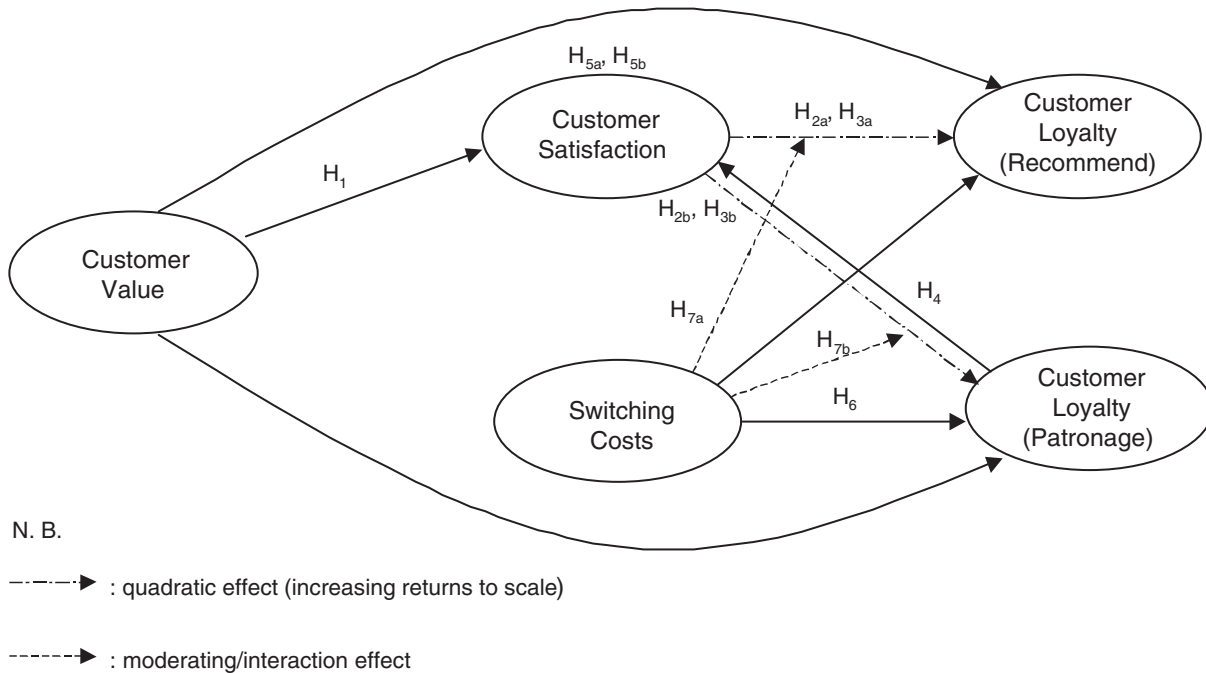 H5a, H5b
Customer
Satisfaction
H2a, H3a
Customer
Loyalty
(Recommend)
H1
H2b, H3b
Customer
Value
H7a
H4
H7b
Switching
Costs
H6
Customer
Loyalty
(Patronage)
N. B.
: quadratic effect (increasing returns to scale)
: moderating/interaction effect